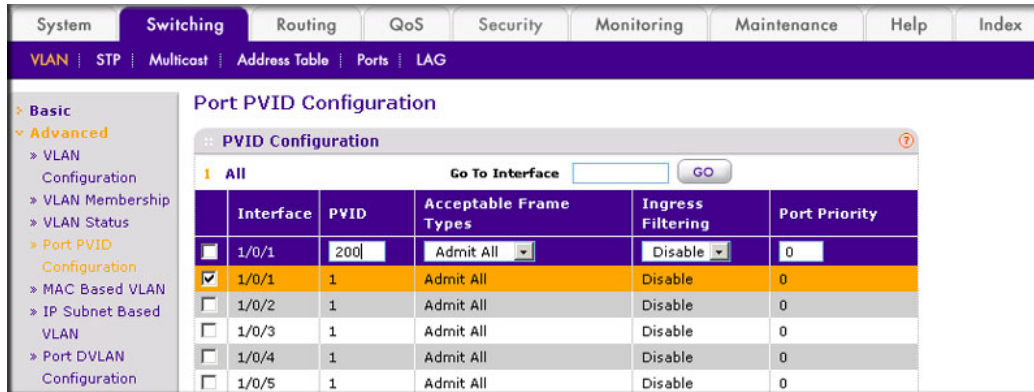 System Switching Routing QoS Security Monitoring Maintenance Help Index
VLAN STP Multicast Address Table Ports LAG
Basic
Advanced
» VLAN
Configuration
» VLAN Membership
» VLAN Status
» Port PVID
Configuration
» MAC Based VLAN
» IP Subnet Based
VLAN
» Port DVLAN
Configuration
Port PVID Configuration
PVID Configuration
1 All Go To Interface GO
Interface PVID Acceptable Frame Types Ingress Filtering Port Priority
1/0/1 200 Admit All Disable 0
1/0/1 1 Admit All Disable 0
1/0/2 1 Admit All Disable 0
1/0/3 1 Admit All Disable 0
1/0/4 1 Admit All Disable 0
1/0/5 1 Admit All Disable 0